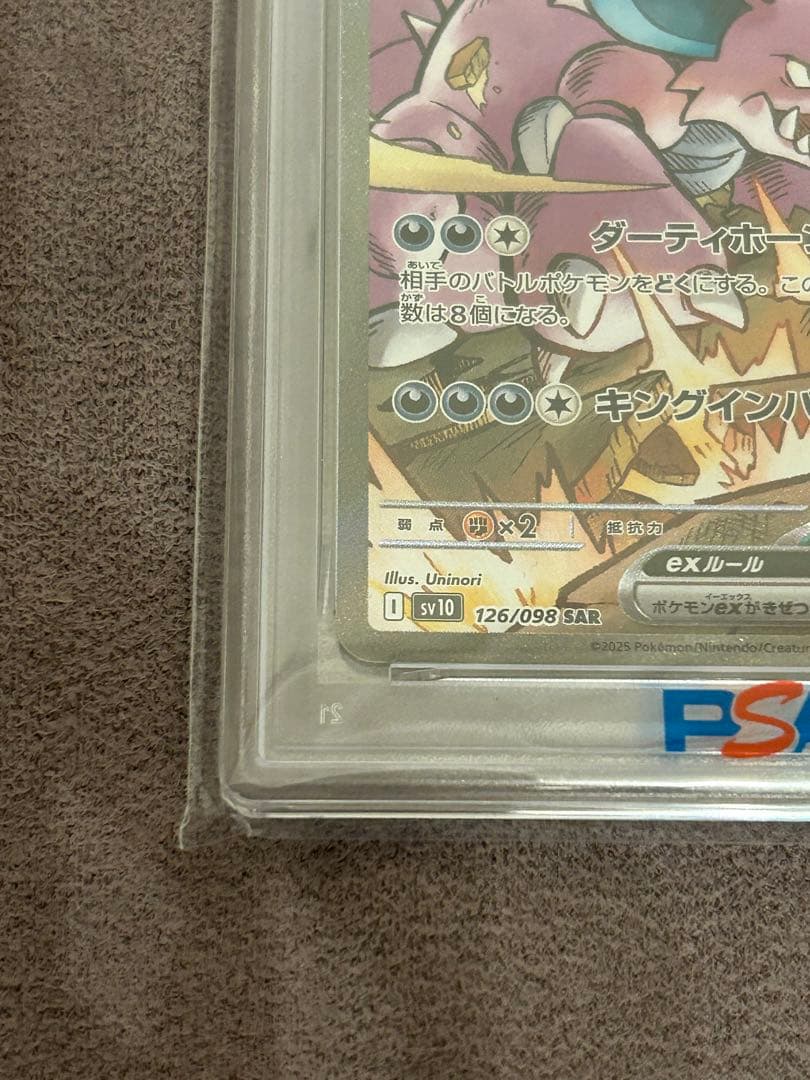 ダーティホー
あいて
相手のバトルポケモンをどくにする。この
かず こ
数は8個になる。
キングインパ
弱点 ×2 抵抗力
Illus. Uninori
exルール
イーエックス
I SV10 126/098 SAR ポケモンexがきぜつ
©2025 Pokémon/Nintendo/Creatur
21
PSA